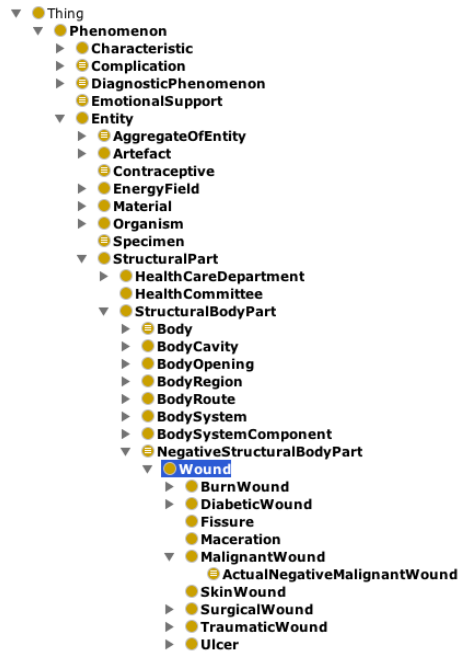 Thing
Phenomenon
Characteristic
Complication
DiagnosticPhenomenon
EmotionalSupport
Entity
AggregateOfEntity
Artefact
Contraceptive
EnergyField
Material
Organism
Specimen
StructuralPart
HealthCareDepartment
HealthCommittee
StructuralBodyPart
Body
BodyCavity
BodyOpening
BodyRegion
BodyRoute
BodySystem
BodySystemComponent
NegativeStructuralBodyPart
Wound
BurnWound
DiabeticWound
Fissure
Maceration
MalignantWound
ActualNegativeMalignantWound
SkinWound
SurgicalWound
TraumaticWound
Ulcer